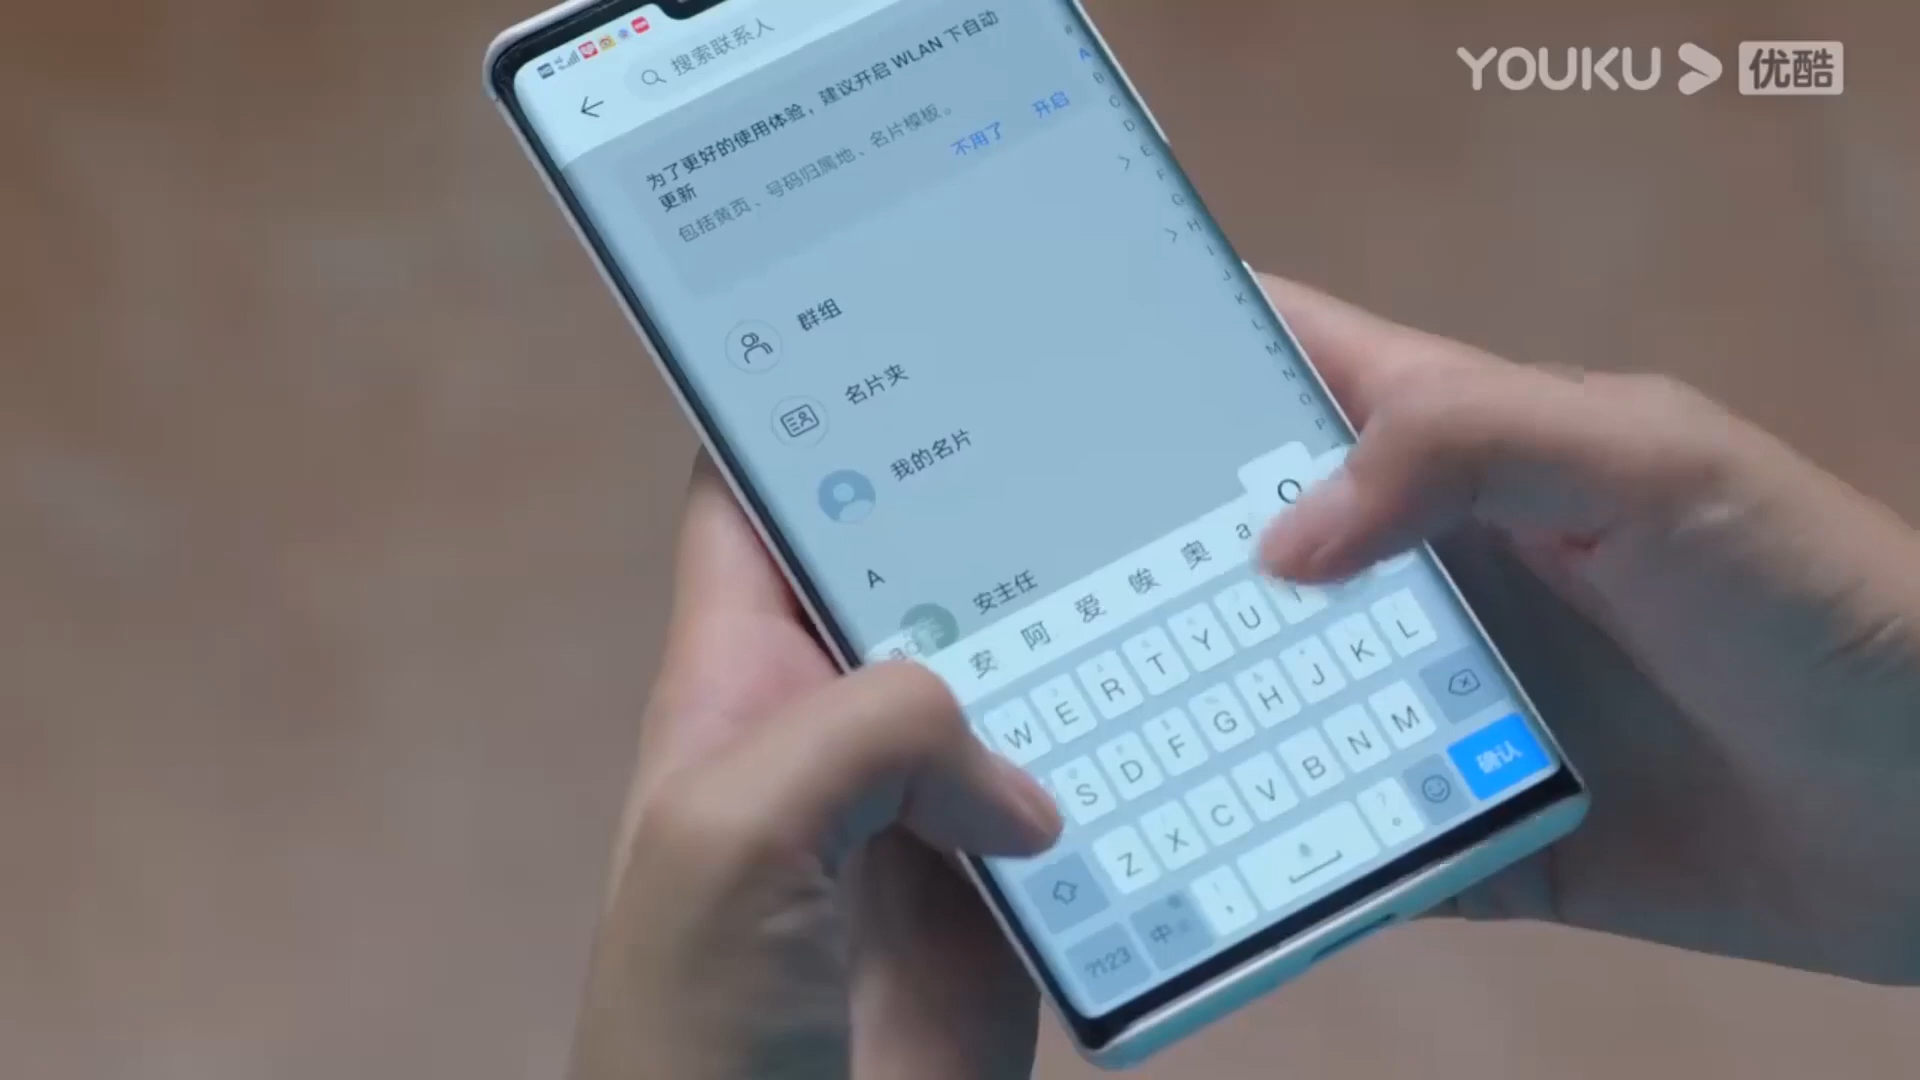 YOUKU 优酷
搜索联系人
为了更好的使用体验，建议开启 WLAN 下自动
更新
包括黄页、号码归属地、名片模板。
不用了 开启
A
B
C
D
E
F
G
H
I
J
K
L
M
N
O
P
群组
名片夹
我的名片
A
安主任
安 阿 爱 唉 奥 a
O
W E R T Y U I
S D F G H J K L
Z X C V B N M
?123 中 , 。 确认